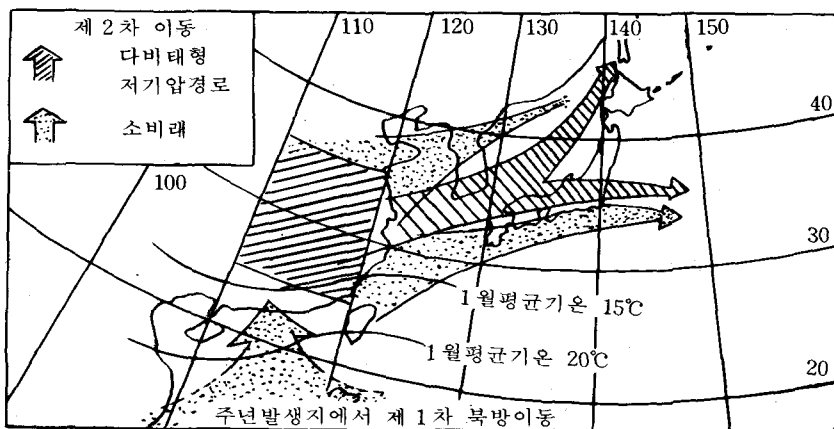 제 2 차 이동
다비태형
저기압경로
소비래
100
110
120
130
140
150
40
30
20
1월평균기온 15℃
1월평균기온 20℃
주년발생지에서 제 1 차 북방이동